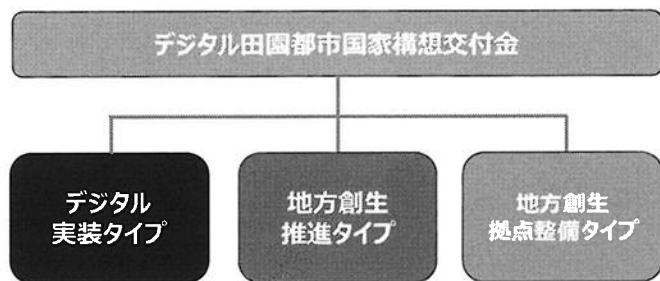 デジタル田園都市国家構想交付金
デジタル
実装タイプ
地方創生
推進タイプ
地方創生
拠点整備タイプ